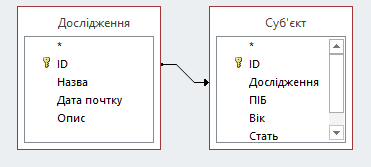 Дослідження
*
ID
Назва
Дата почтку
Опис
Суб'єкт
*
ID
Дослідження
ПІБ
Вік
Стать